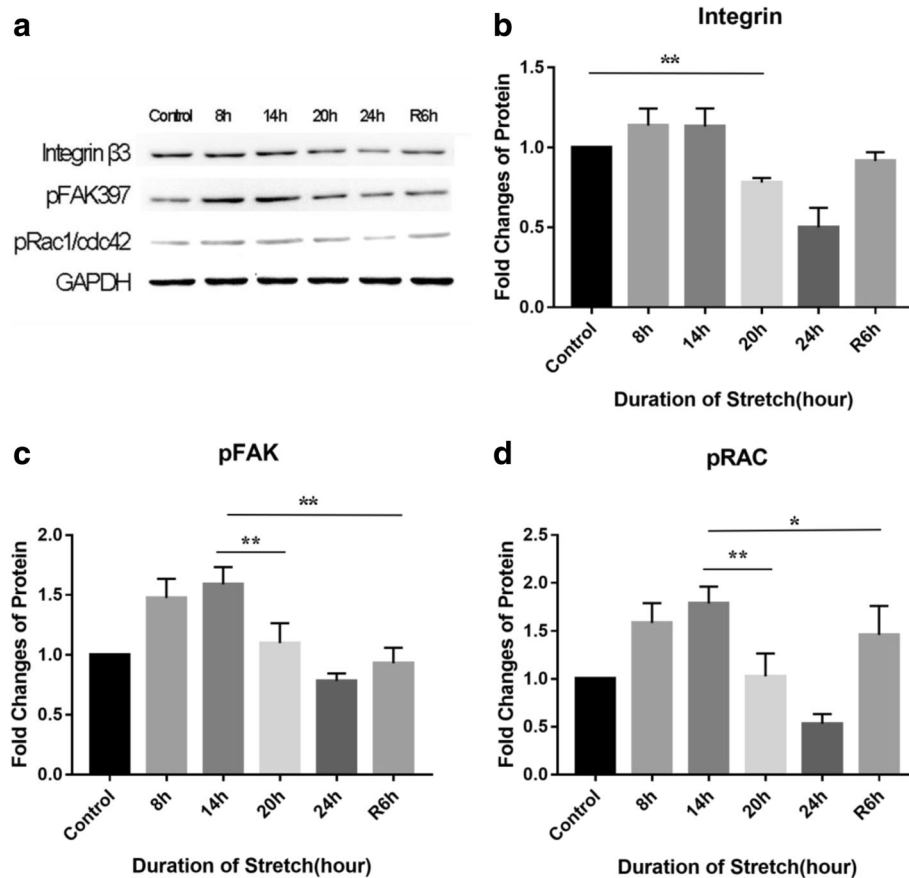 a
Control 8h 14h 20h 24h R6h
Integrin β3
pFAK397
pRac1/cdc42
GAPDH
b
Integrin
**
Fold Changes of Protein
1.5
1.0
0.5
0.0
Control 8h 14h 20h 24h R6h
Duration of Stretch(hour)
c
pFAK
**
**
Fold Changes of Protein
2.0
1.5
1.0
0.5
0.0
Control 8h 14h 20h 24h R6h
Duration of Stretch(hour)
d
pRAC
*
**
Fold Changes of Protein
2.5
2.0
1.5
1.0
0.5
0.0
Control 8h 14h 20h 24h R6h
Duration of Stretch(hour)